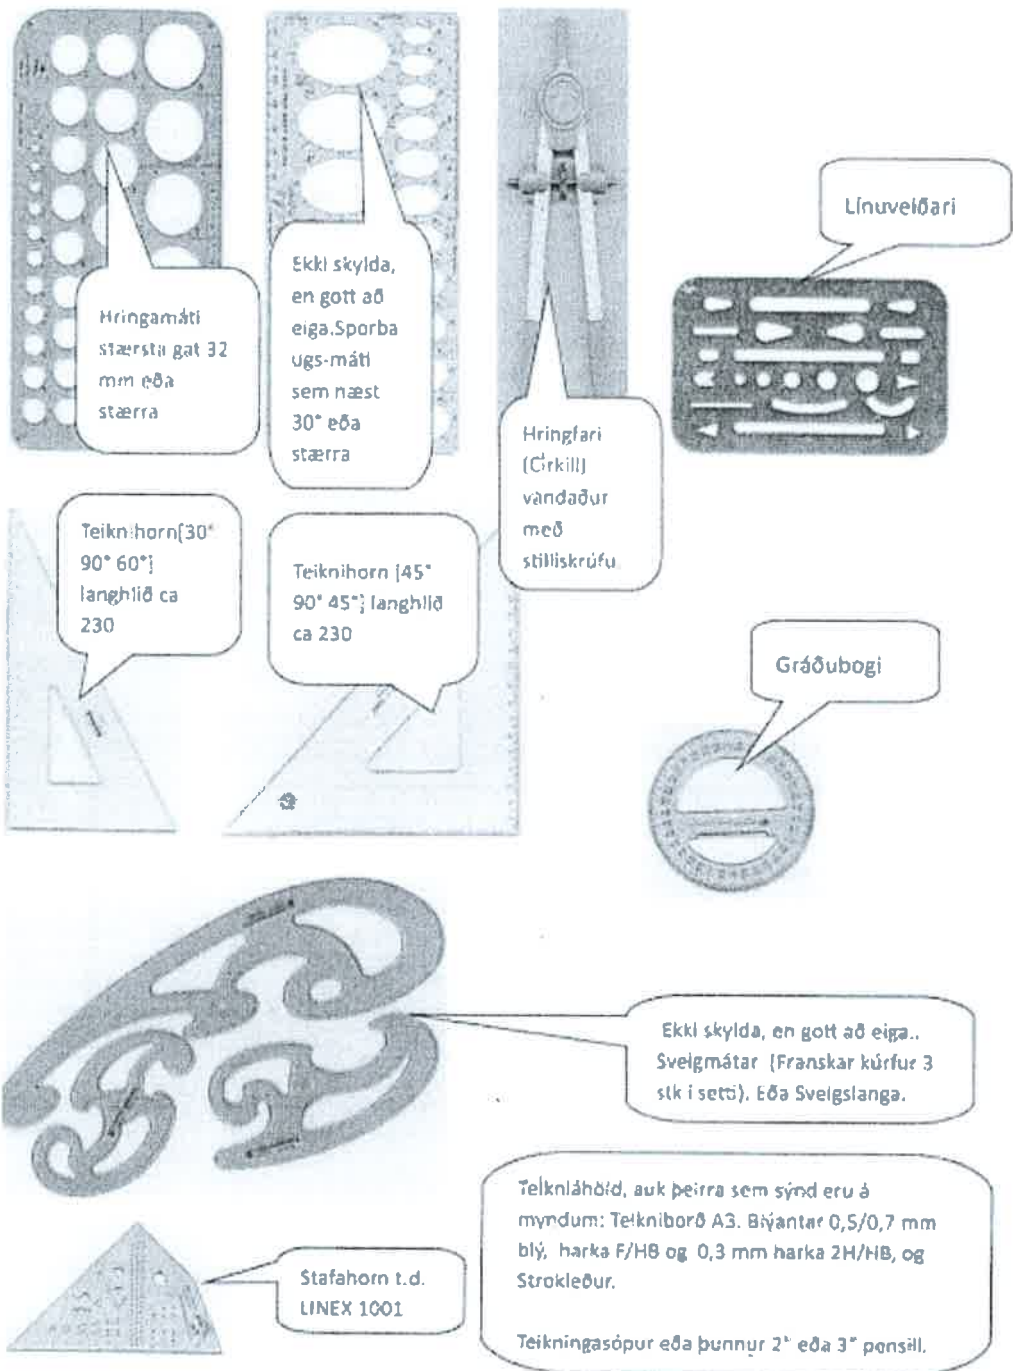 Hringamáti
stærsta gat 32
mm eða
stærra
Ekki skylda,
en gott að
eiga.Sporba
ugs-máti
sem næst
30° eða
stærra
Hringfari
(Cirkill)
vandaður
með
stilliskrúfu.
Línuveiðari
Teiknihorn[30°
90° 60°]
langhlið ca
230
Teiknihorn [45°
90° 45°] langhlið
ca 230
Gráðubogi
Ekki skylda, en gott að eiga..
Sveigmátar (Franskar kúrfur 3
stk í setti). Eða Sveigslanga.
Teikniáhöld, auk þeirra sem sýnd eru á
myndum: Teikniborð A3. Blýantar 0,5/0,7 mm
blý, harka F/HB og 0,3 mm harka 2H/HB, og
Strokleður.
Teikningasópur eða þunnur 2" eða 3" pensill.
Stafahorn t.d.
LINEX 1001